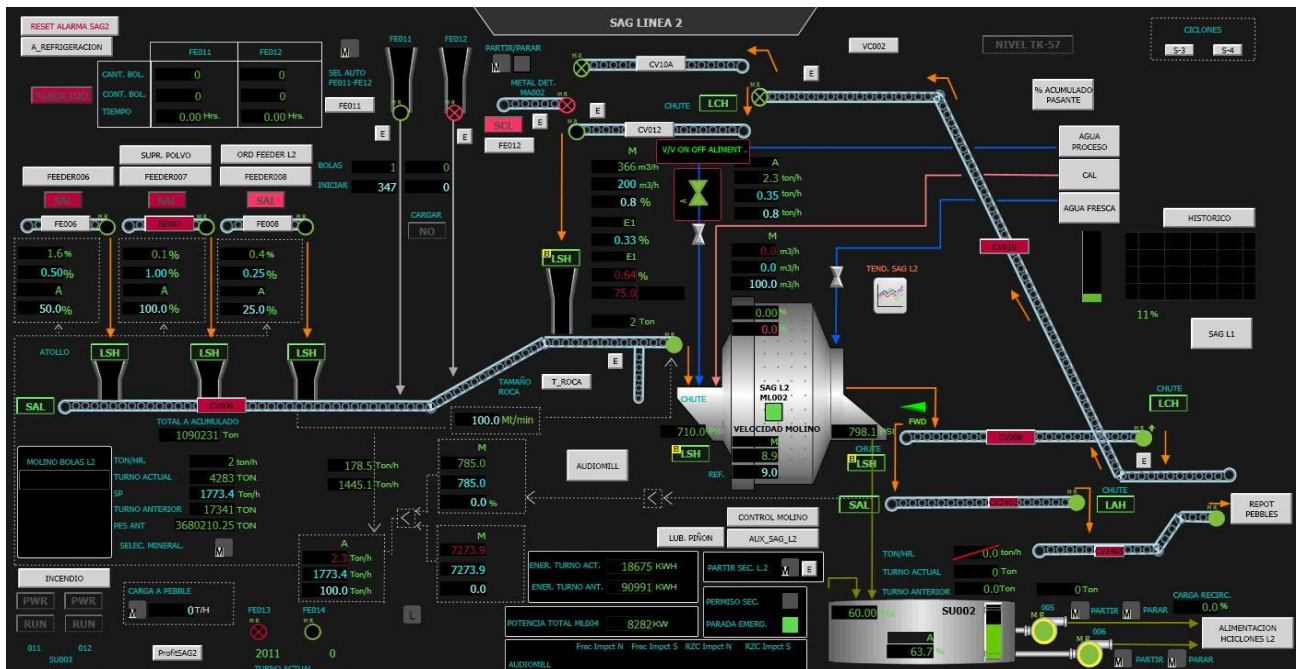 SAG LINEA 2
RESET ALARMA SAG2
A_REFRIGERACION
FE011
FE012
CANT. BOL.
0
0
CONT. BOL.
0
0
TIEMPO
0.00 Hrs.
0.00 Hrs.
%SOLIDO
M
SEL AUTO
FE011-FE12
FE011
FE011
FE012
M R
M R
E
E
PARTIR/PARAR
M
METAL DET.
MA002
M R
SCL
E
FE012
CV10A
M R
E
CV012
M R
E
CHUTE
LCH
M R
VC002
NIVEL TK-57
CICLONES
S-3
S-4
% ACUMULADO
PASANTE
AGUA
PROCESO
CAL
AGUA FRESCA
HISTORICO
11%
SAG L1
SUPR. POLVO
ORD FEEDER L2
FEEDER006
FEEDER007
FEEDER008
SAL
SAL
SAL
FE006
M R
FE007
M R
FE008
M R
1.6%
0.1%
0.4%
0.50%
1.00%
0.25%
A
A
A
50.0%
100.0%
25.0%
BOLAS
1
0
INICIAR
347
0
CARGAR
NO
V/V ON OFF ALIMENT .
M
366 m3/h
200 m3/h
0.8 %
E1
0.33 %
E1
0.64 %
75.0
2 Ton
A
A
2.3 ton/h
0.35 ton/h
0.8 ton/h
M
0.0 m3/h
0.0 m3/h
100.0 m3/h
0.00 %
0.0
TEND. SAG L2
B
LSH
ATOLLO
LSH
LSH
LSH
SAL
CV006
TAMAÑO
ROCA
T_ROCA
E
M R
CHUTE
SAG L2
ML002
VELOCIDAD MOLINO
M
8.9
REF.
9.0
710.0 PSI
798.1
B
LSH
CHUTE
B
LSH
FWD
CV010
CV008
M R
E
CHUTE
LCH
TOTAL A ACUMULADO
1090231 Ton
100.0 Mt/min
MOLINO BOLAS L2
TON/HR.
2 ton/h
TURNO ACTUAL
4283 TON.
SP
1773.4 Ton/h
TURNO ANTERIOR
17341 TON
PES ANT
3680210.25 TON
SELEC. MINERAL.
M
178.5 Ton/h
1445.1 Ton/h
M
785.0
785.0
0.0 %
M
7273.9
7273.9
0.0
A
2.3 Ton/h
1773.4 Ton/h
100.0 Ton/h
AUDIOMILL
SAL
M R
CHUTE
LAH
M R
REPOT
PEBBLES
CONTROL MOLINO
LUB. PIÑON
AUX_SAG_L2
INCENDIO
PWR
PWR
RUN
RUN
011
012
SU003
CARGA A PEBBLE
M
0T/H
ProfitSAG2
FE013
FE014
M R
M R
2011
0
TURNO ACTUAL
L
ENER. TURNO ACT.
18675 KWH
ENER. TURNO ANT.
90991 KWH
POTENCIA TOTAL ML004
8282KW
PARTIR SEC. L.2
M
E
PERMISO SEC.
PARADA EMERG.
Frec Impct N
Frec Impct S
RZC Impct N
RZC Impct S
AUDIOMILL
TON/HR.
0.0 ton/h
TURNO ACTUAL
0 Ton
TURNO ANTERIOR
0.0Ton
0Ton
CARGA RECIRC.
0.0 %
60.00
SU002
A
63.7
M R
005
M
PARTIR
M
PARAR
M R
006
M
PARTIR
M
PARAR
ALIMENTACION
HCICLONES L2